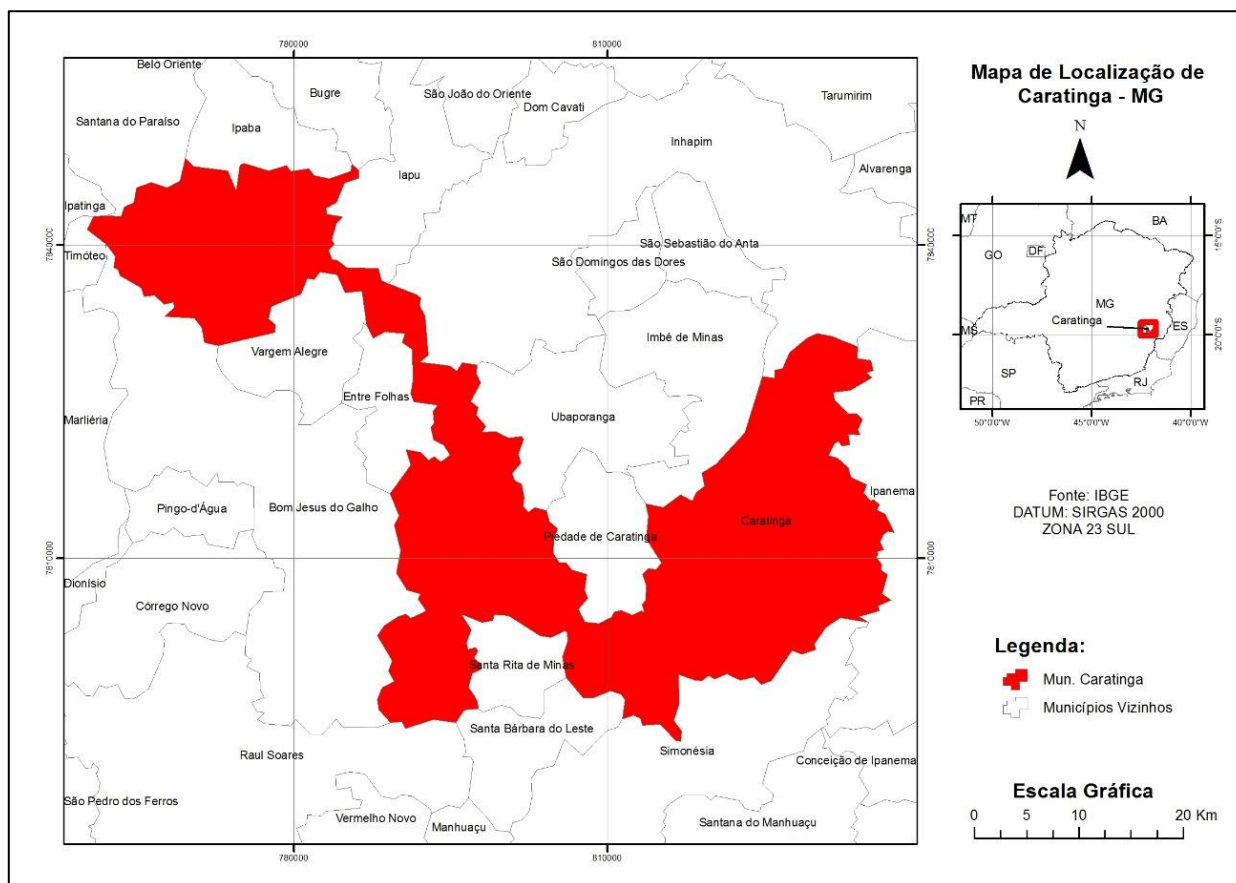 780000
810000
Belo Oriente
Bugre
São João do Oriente
Dom Cavati
Tarumirim
Santana do Paraíso
Ipaba
Inhapim
Iapu
Alvarenga
Ipatinga
7840000
São Sebastião do Anta
7840000
Timóteo
São Domingos das Dores
Imbé de Minas
Vargem Alegre
Entre Folhas
Ubaporanga
Marliéria
Ipanema
Pingo-d'Água
Bom Jesus do Galho
Caratinga
Piedade de Caratinga
7810000
7810000
Dionísio
Córrego Novo
Santa Rita de Minas
Santa Bárbara do Leste
Raul Soares
Simonésia
Conceição de Ipanema
São Pedro dos Ferros
Vermelho Novo
Manhuaçu
Santana do Manhuaçu
780000
810000
Mapa de Localização de
Caratinga - MG
N
MT
BA
15°0'0"S
GO
DF
MG
Caratinga
ES
MS
20°0'0"S
SP
RJ
PR
50°0'0"W
45°0'0"W
40°0'0"W
Fonte: IBGE
DATUM: SIRGAS 2000
ZONA 23 SUL
Legenda:
Mun. Caratinga
Municípios Vizinhos
Escala Gráfica
0 5 10 20 Km